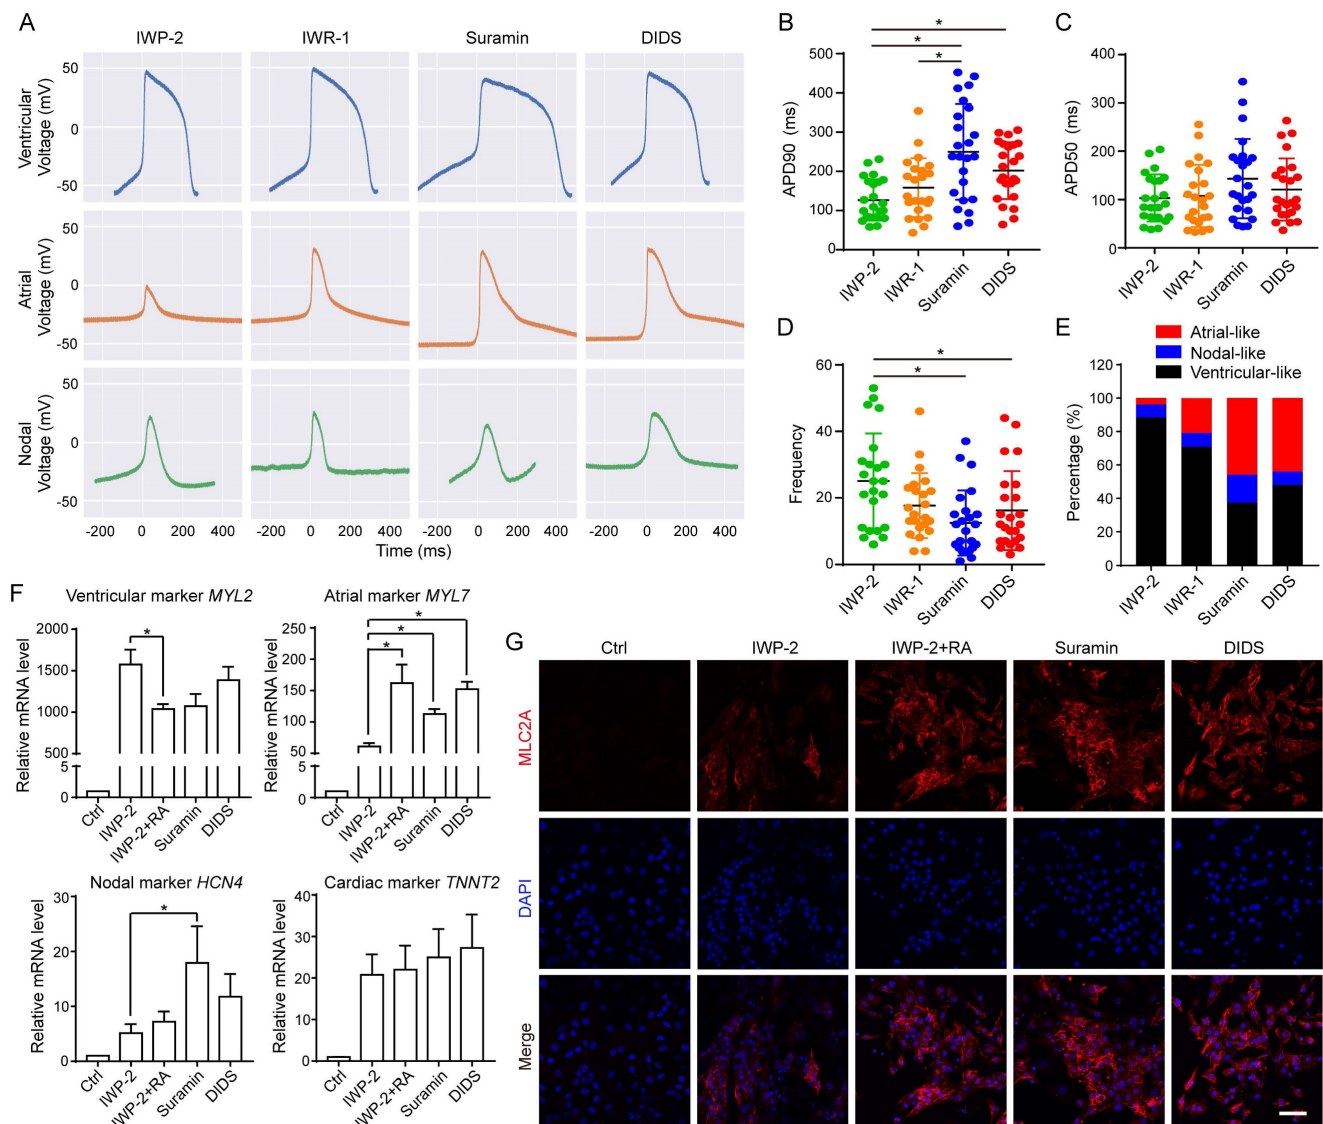 A
IWP-2 IWR-1 Suramin DIDS
Ventricular
Voltage (mV)
50
0
-50
Atrial
Voltage (mV)
50
0
-50
Nodal
Voltage (mV)
50
0
-50
-200 0 200 400 -200 0 200 400 -200 0 200 400 -200 0 200 400
Time (ms)
B
* * *
APD90 (ms)
500
400
300
200
100
0
IWP-2 IWR-1 Suramin DIDS
C
APD50 (ms)
400
300
200
100
0
IWP-2 IWR-1 Suramin DIDS
D
* *
Frequency
60
40
20
0
IWP-2 IWR-1 Suramin DIDS
E
Atrial-like
Nodal-like
Ventricular-like
Percentage (%)
120
100
80
60
40
20
0
IWP-2 IWR-1 Suramin DIDS
F
Ventricular marker MYL2
Relative mRNA level
2000
1500
1000
500
5
0
*
Ctrl IWP-2 IWP-2+RA Suramin DIDS
Atrial marker MYL7
Relative mRNA level
250
200
150
100
50
5
0
* * *
Ctrl IWP-2 IWP-2+RA Suramin DIDS
Nodal marker HCN4
Relative mRNA level
30
20
10
0
*
Ctrl IWP-2 IWP-2+RA Suramin DIDS
Cardiac marker TNNT2
Relative mRNA level
40
30
20
10
0
Ctrl IWP-2 IWP-2+RA Suramin DIDS
G
Ctrl IWP-2 IWP-2+RA Suramin DIDS
MLC2A
DAPI
Merge